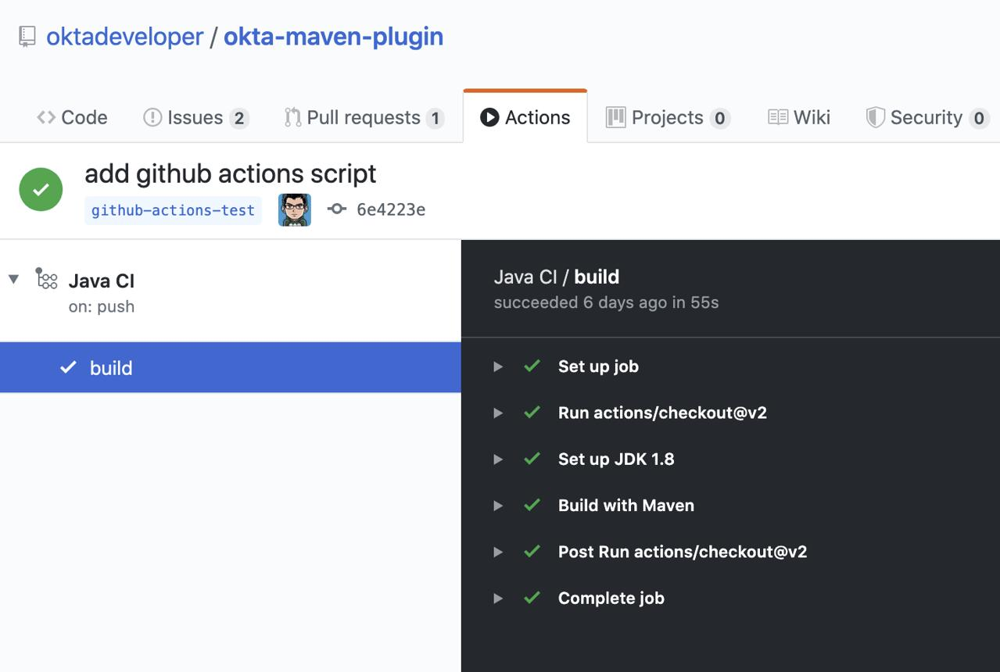 oktadeveloper / okta-maven-plugin
Code Issues 2 Pull requests 1 Actions Projects 0 Wiki Security 0
add github actions script
github-actions-test 6e4223e
Java CI
on: push
build
Java CI / build
succeeded 6 days ago in 55s
Set up job
Run actions/checkout@v2
Set up JDK 1.8
Build with Maven
Post Run actions/checkout@v2
Complete job